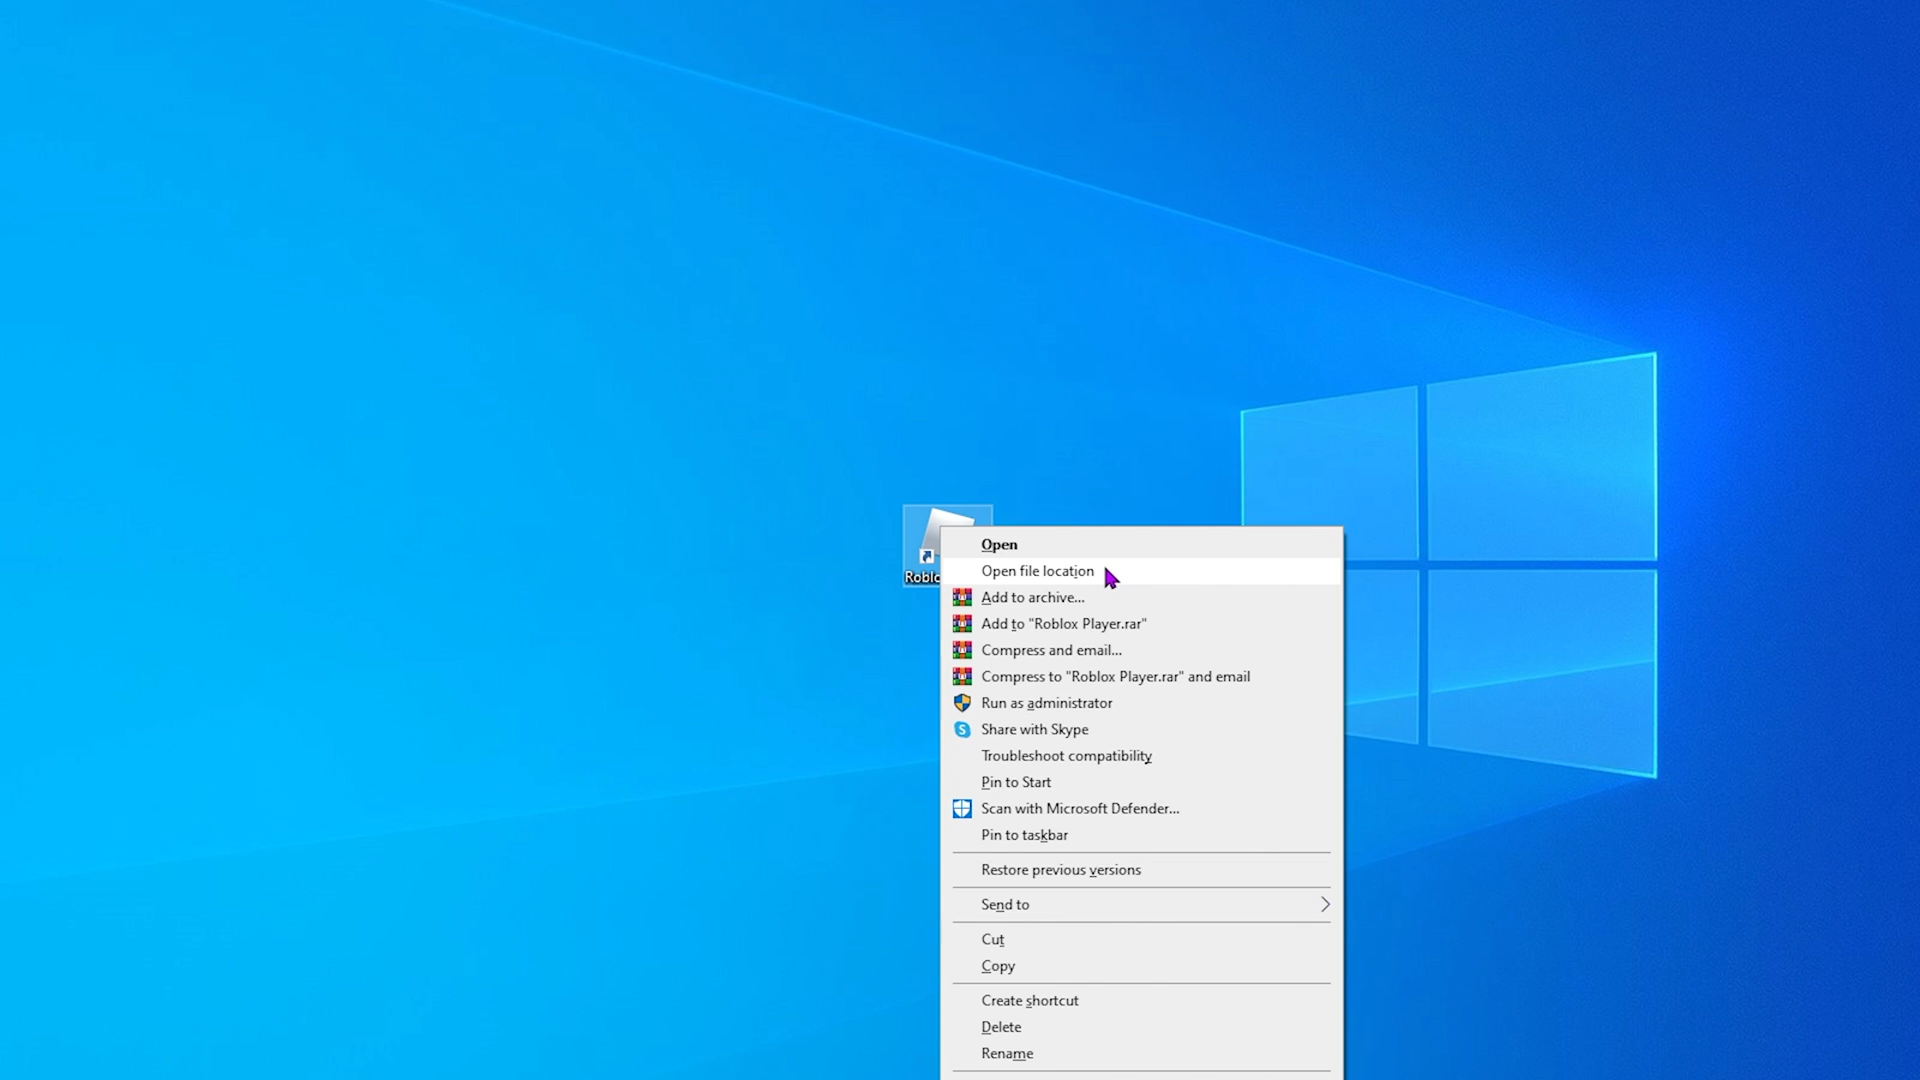 Roblo
Open
Open file location
Add to archive...
Add to "Roblox Player.rar"
Compress and email...
Compress to "Roblox Player.rar" and email
Run as administrator
Share with Skype
Troubleshoot compatibility
Pin to Start
Scan with Microsoft Defender...
Pin to taskbar
Restore previous versions
Send to
Cut
Copy
Create shortcut
Delete
Rename